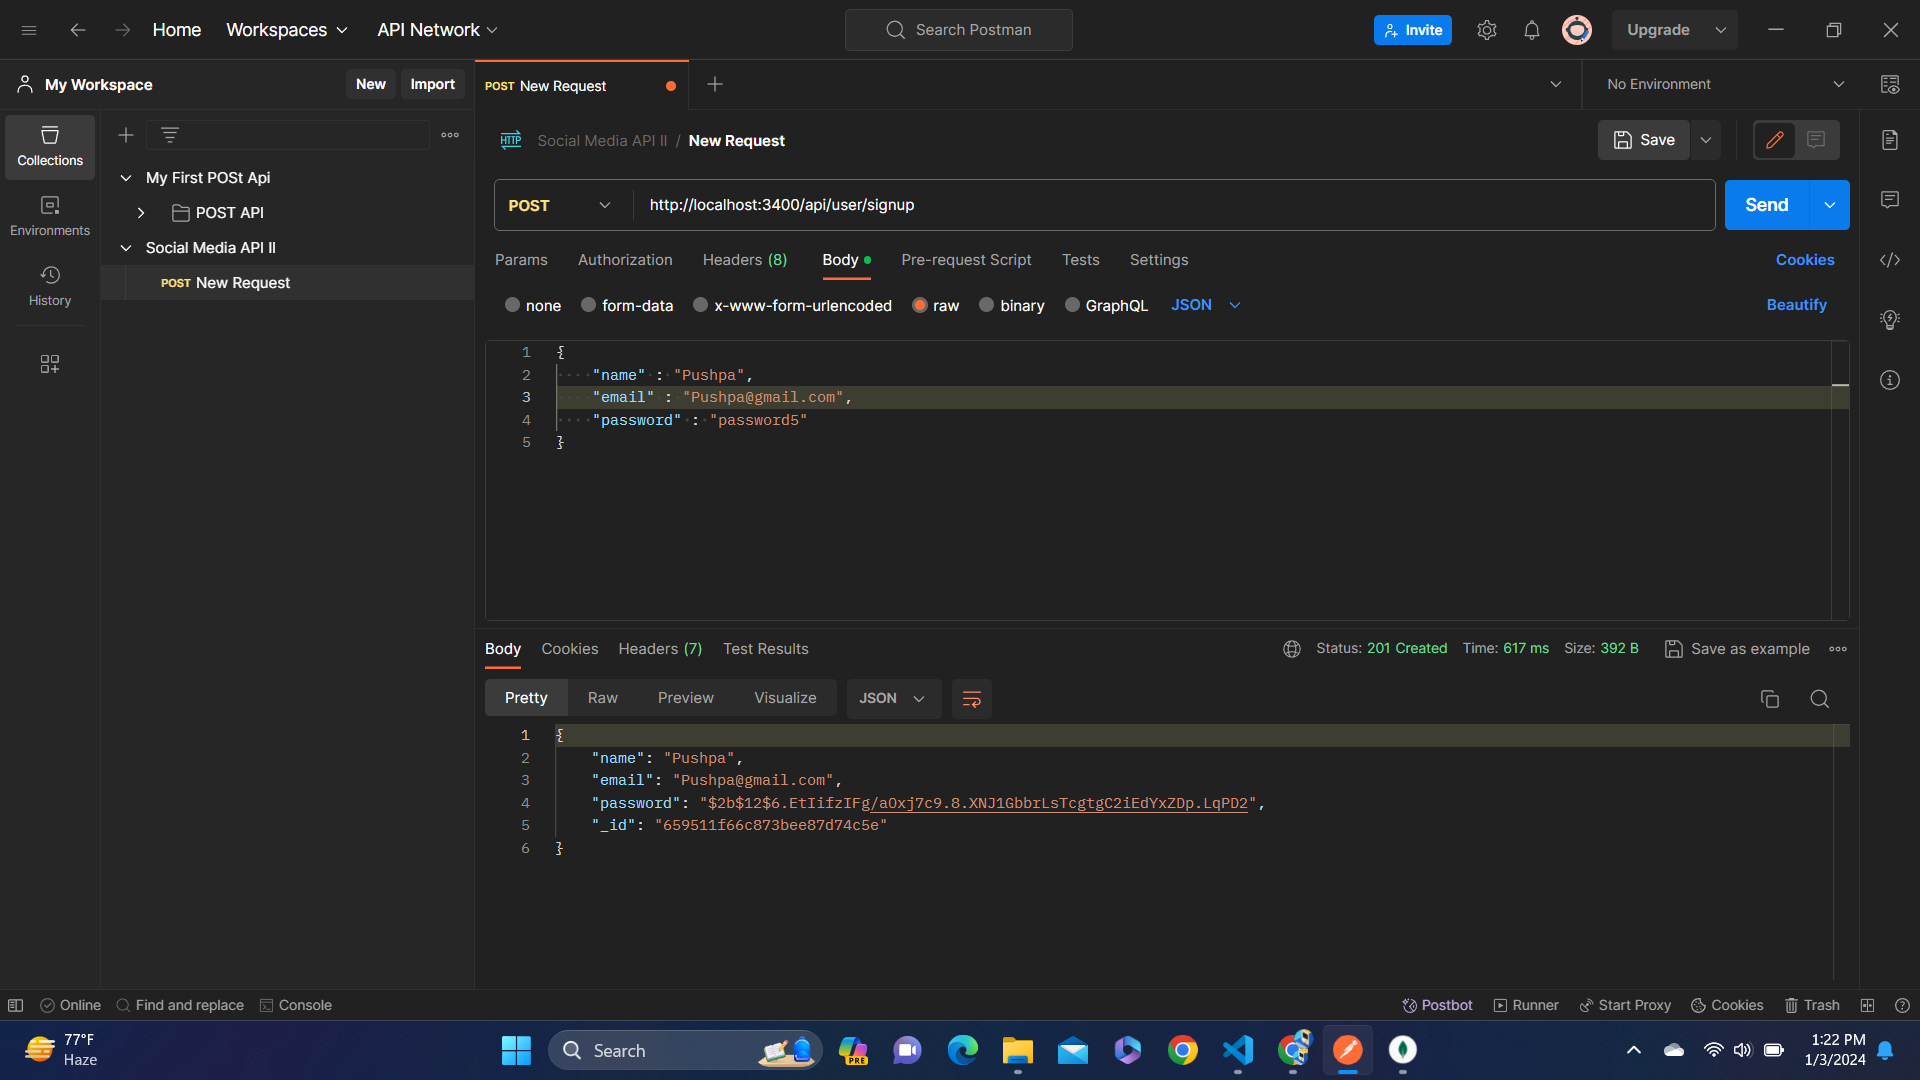 Home Workspaces API Network Search Postman Invite Upgrade
My Workspace New Import
POST New Request No Environment
Collections
Environments
History
My First POSt Api
POST API
Social Media API II
POST New Request
HTTP Social Media API II / New Request Save
POST http://localhost:3400/api/user/signup Send
Params Authorization Headers (8) Body Pre-request Script Tests Settings Cookies
none form-data x-www-form-urlencoded raw binary GraphQL JSON Beautify
1 {
2 "name" : "Pushpa",
3 "email" : "Pushpa@gmail.com",
4 "password" : "password5"
5 }
Body Cookies Headers (7) Test Results Status: 201 Created Time: 617 ms Size: 392 B Save as example
Pretty Raw Preview Visualize JSON
1 {
2 "name": "Pushpa",
3 "email": "Pushpa@gmail.com",
4 "password": "$2b$12$6.EtIifzIFg/aOxj7c9.8.XNJ1GbbrLsTcgtgC2iEdYxZDp.LqPD2",
5 "_id": "659511f66c873bee87d74c5e"
6 }
Online Find and replace Console Postbot Runner Start Proxy Cookies Trash
77°F
Haze
Search
PRE
1:22 PM
1/3/2024